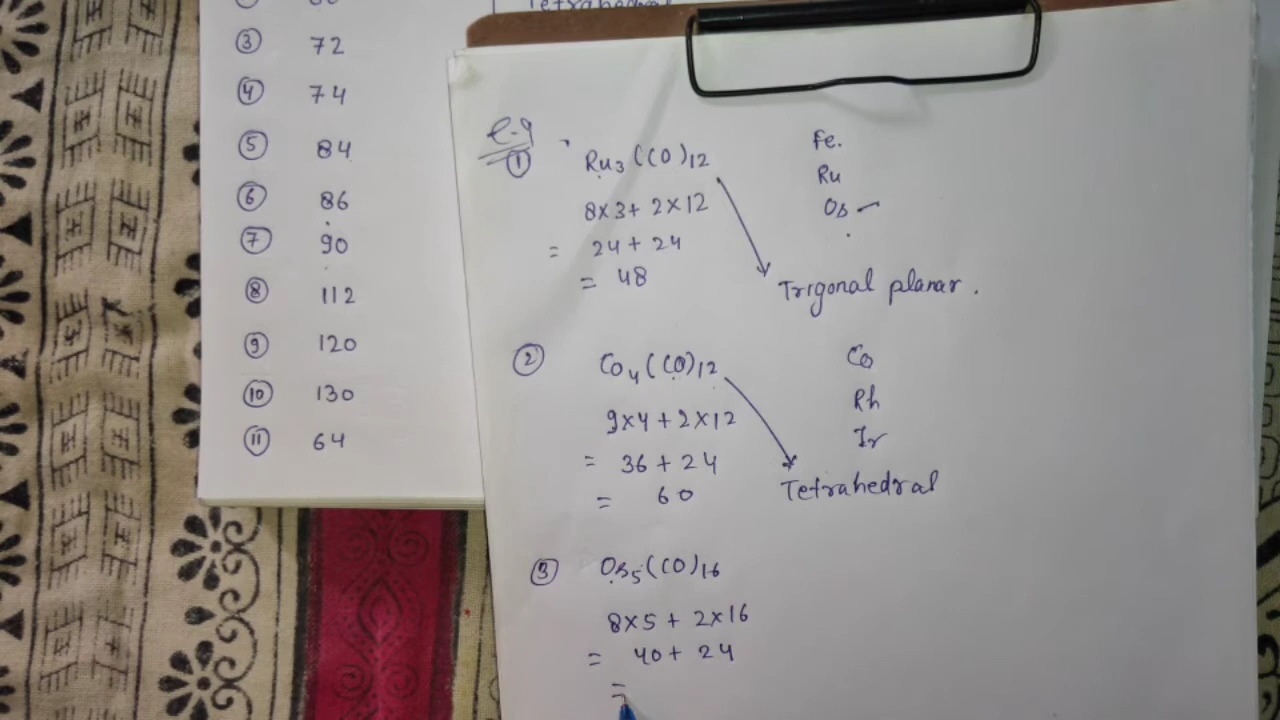 Tetrahedral
③ 72
④ 74
⑤ 84
⑥ 86
⑦ 90
⑧ 112
⑨ 120
⑩ 130
⑪ 64
e.g
① Ru3(CO)12
8×3+ 2×12
= 24 + 24
= 48
Fe.
Ru
Os
Trigonal planar.
② Co4(CO)12
9×4+2×12
= 36 + 24
= 60
Co
Rh
Ir
Tetrahedral
③ Os5(CO)16
8×5 + 2×16
= 40 + 24
=